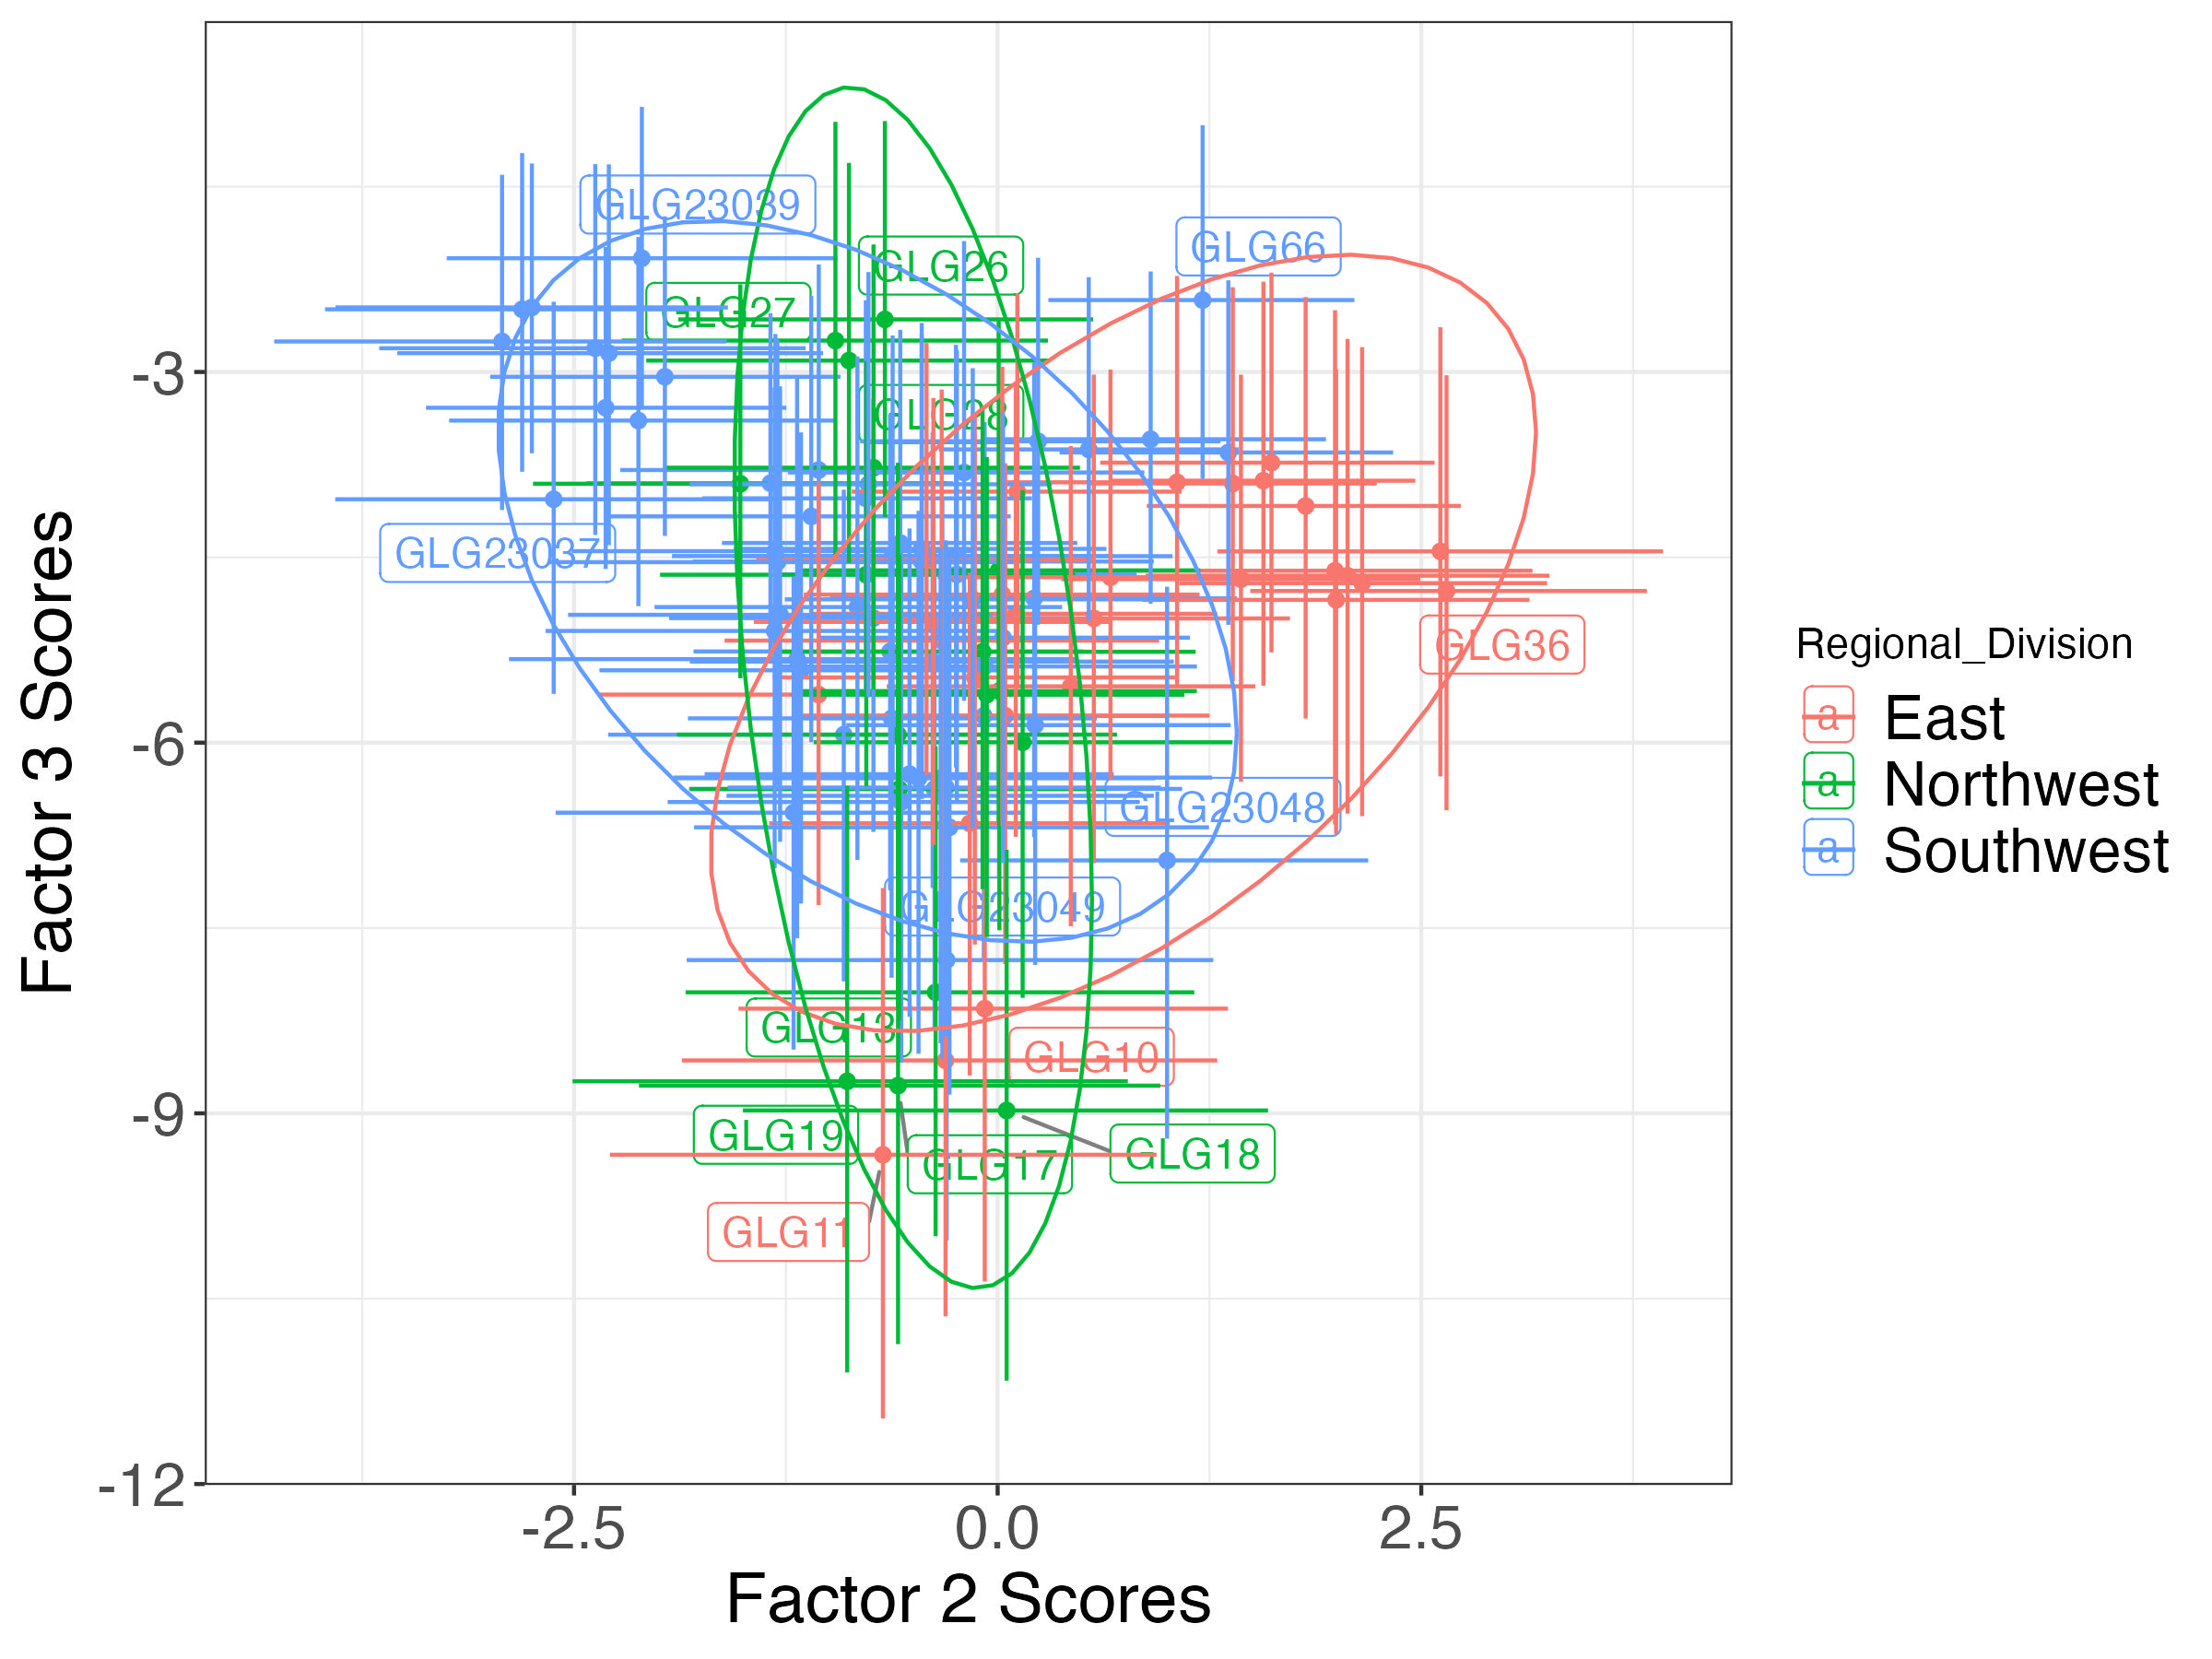 GLG23039
GLG66
GLG26
GLG27
GLG28
GLG23037
GLG36
GLG23048
GLG23049
GLG13
GLG10
GLG19
GLG17
GLG18
GLG11
-3
-6
-9
-12
-2.5
0.0
2.5
Factor 2 Scores
Factor 3 Scores
Regional_Division
a East
a Northwest
a Southwest